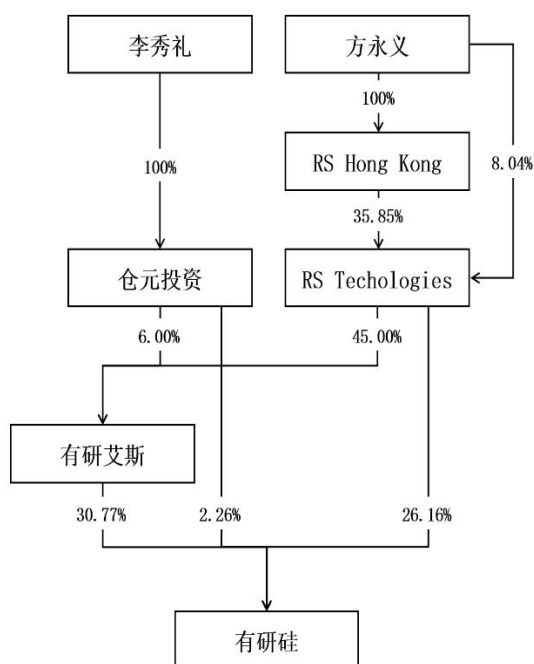 李秀礼
方永义
100%
RS Hong Kong
8.04%
100%
35.85%
仓元投资
RS Techologies
6.00%
45.00%
有研艾斯
30.77%
2.26%
26.16%
有研硅